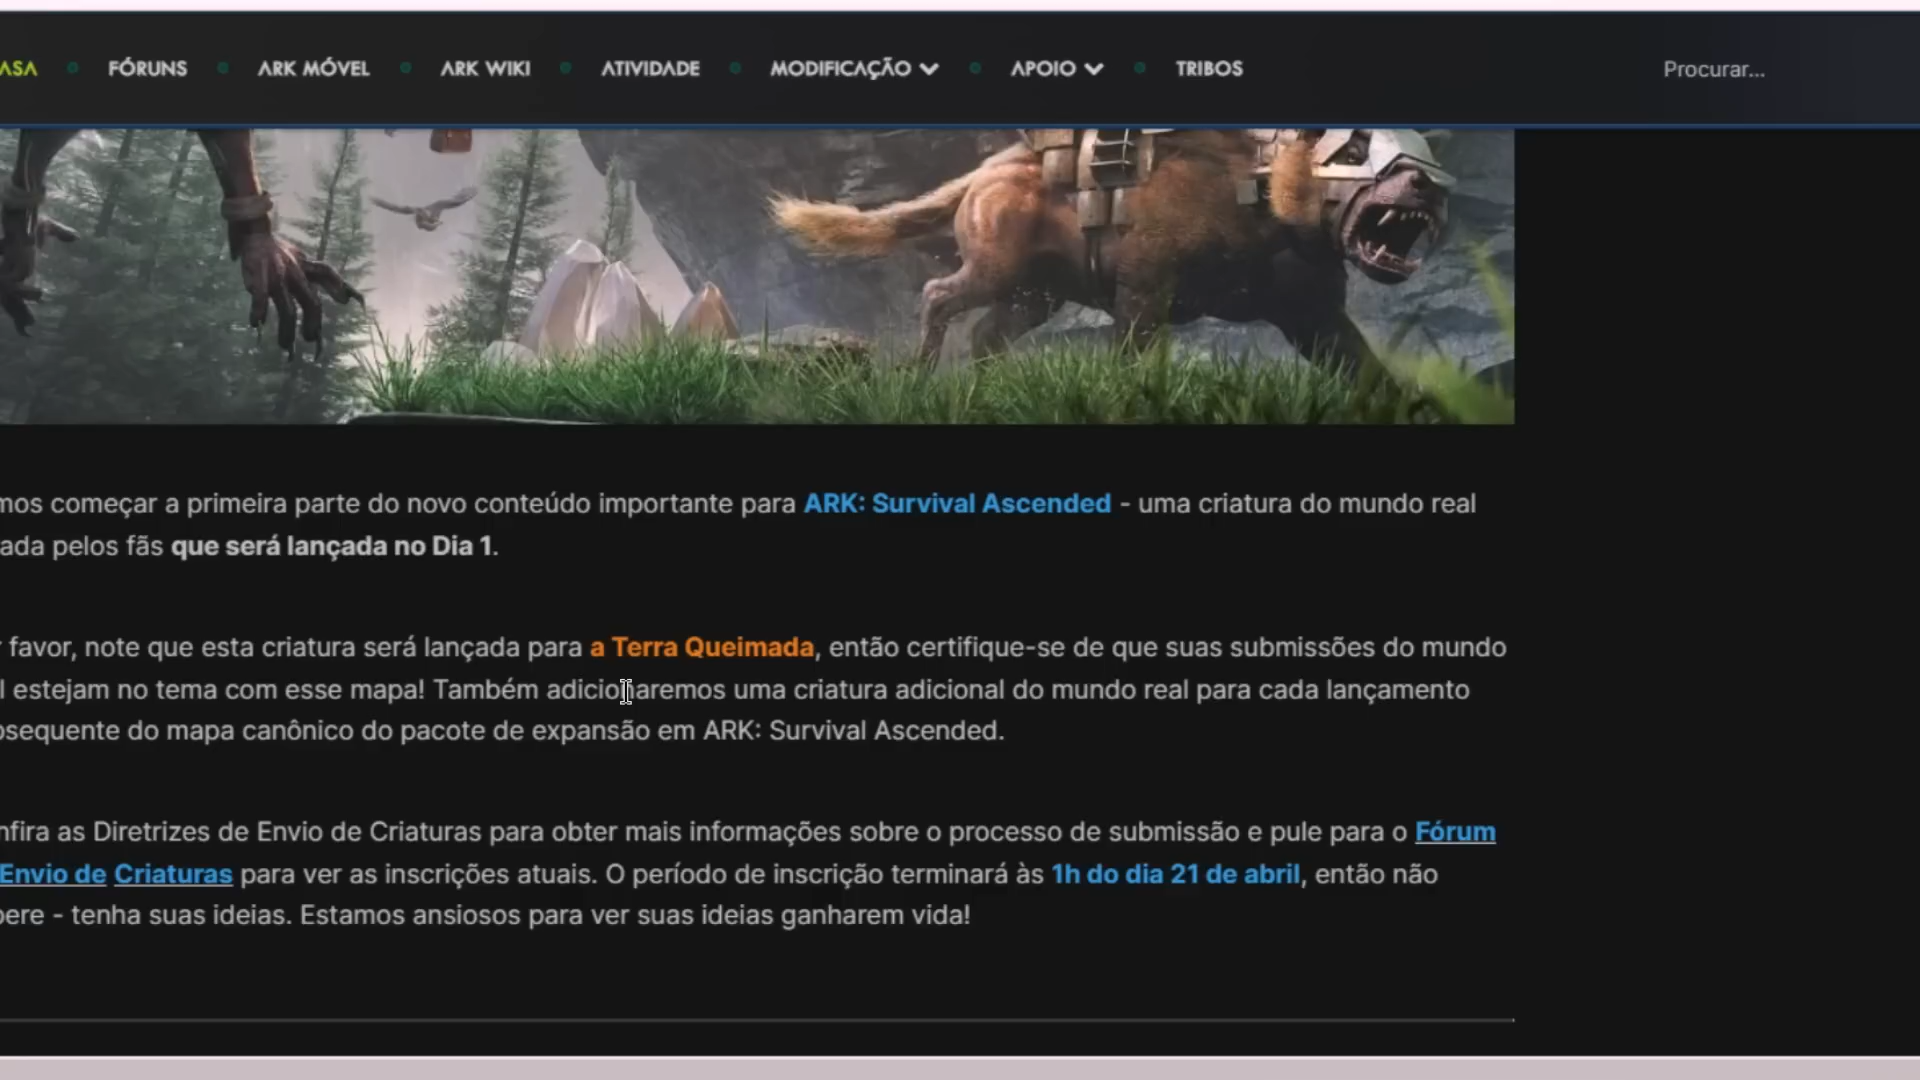 ASA FÓRUNS ARK MÓVEL ARK WIKI ATIVIDADE MODIFICAÇÃO APOIO TRIBOS Procurar...
mos começar a primeira parte do novo conteúdo importante para ARK: Survival Ascended - uma criatura do mundo real
ada pelos fãs que será lançada no Dia 1.
r favor, note que esta criatura será lançada para a Terra Queimada, então certifique-se de que suas submissões do mundo
l estejam no tema com esse mapa! Também adicionaremos uma criatura adicional do mundo real para cada lançamento
bsequente do mapa canônico do pacote de expansão em ARK: Survival Ascended.
nfira as Diretrizes de Envio de Criaturas para obter mais informações sobre o processo de submissão e pule para o Fórum
Envio de Criaturas para ver as inscrições atuais. O período de inscrição terminará às 1h do dia 21 de abril, então não
pere - tenha suas ideias. Estamos ansiosos para ver suas ideias ganharem vida!